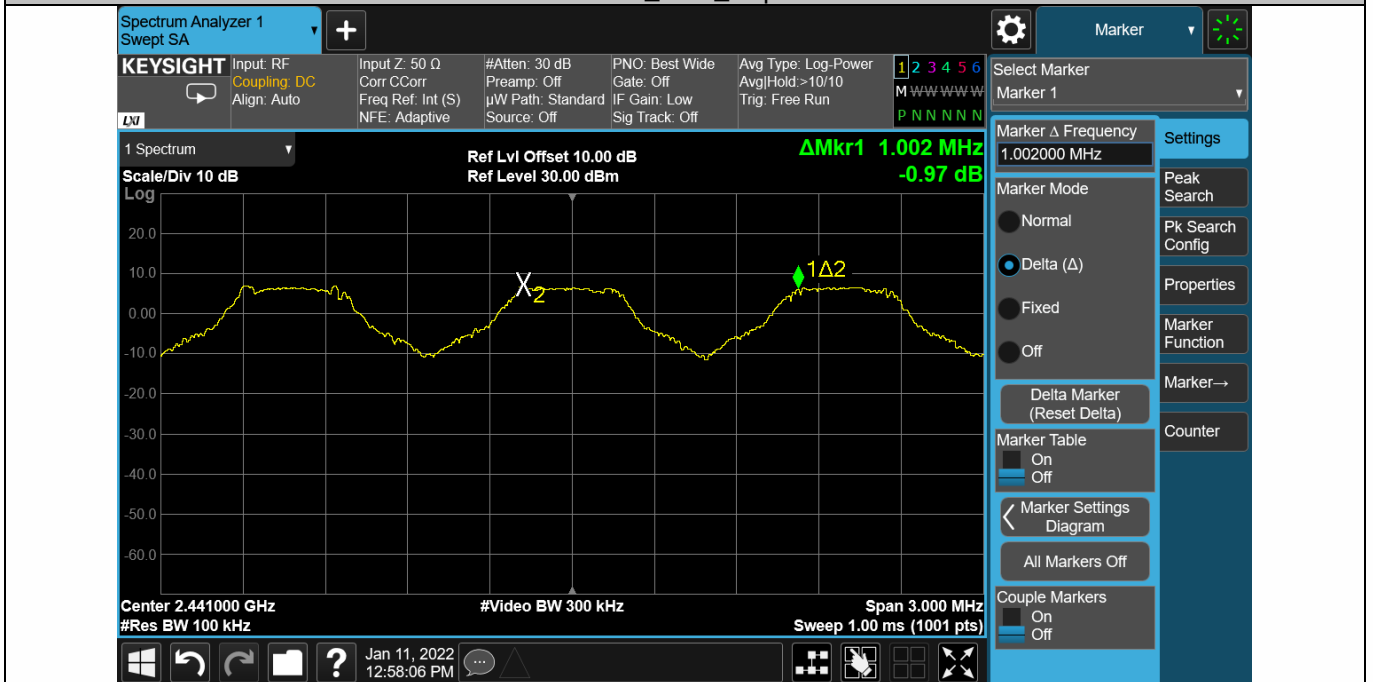 Spectrum Analyzer 1
Swept SA
+
Marker
KEYSIGHT
Input: RF
Coupling: DC
Align: Auto
Input Z: 50 Ω
Corr CCorr
Freq Ref: Int (S)
NFE: Adaptive
#Atten: 30 dB
Preamp: Off
µW Path: Standard
Source: Off
PNO: Best Wide
Gate: Off
IF Gain: Low
Sig Track: Off
Avg Type: Log-Power
Avg|Hold:>10/10
Trig: Free Run
1 2 3 4 5 6
M W W W W W
P N N N N N
LXI
Select Marker
Marker 1
1 Spectrum
Scale/Div 10 dB
Log
Ref Lvl Offset 10.00 dB
Ref Level 30.00 dBm
ΔMkr1 1.002 MHz
-0.97 dB
20.0
10.0
0.00
-10.0
-20.0
-30.0
-40.0
-50.0
-60.0
X2
1Δ2
Center 2.441000 GHz
#Res BW 100 kHz
#Video BW 300 kHz
Span 3.000 MHz
Sweep 1.00 ms (1001 pts)
Marker Δ Frequency
1.002000 MHz
Marker Mode
Normal
Delta (Δ)
Fixed
Off
Delta Marker
(Reset Delta)
Marker Table
On
Off
Marker Settings
Diagram
All Markers Off
Couple Markers
On
Off
Settings
Peak
Search
Pk Search
Config
Properties
Marker
Function
Marker→
Counter
?
Jan 11, 2022
12:58:06 PM